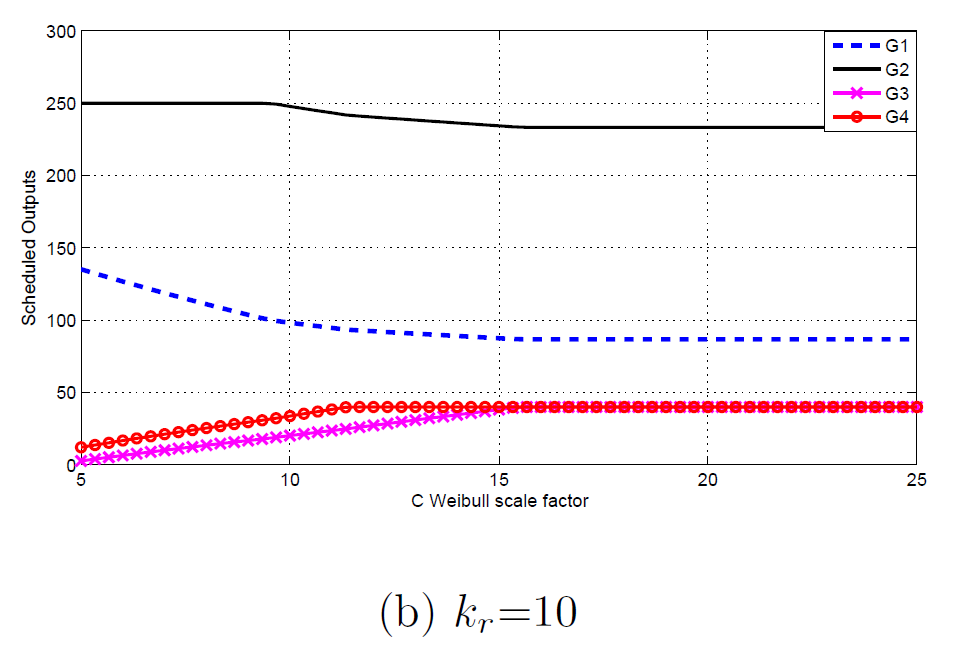 300
250
200
150
100
50
0
5 10 15 20 25
Scheduled Outputs
C Weibull scale factor
G1
G2
G3
G4
(b) kᵣ=10